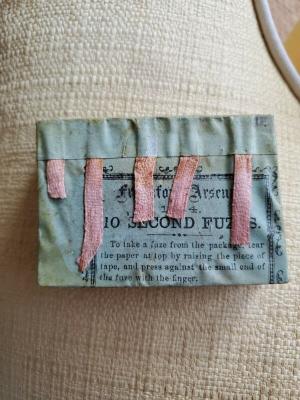 Arsen
10 SECOND FUZ S.
To take a fuze from the package, tear
the paper at top by raising the piece of
tape, and press against the small end of
the fuze with the finger.